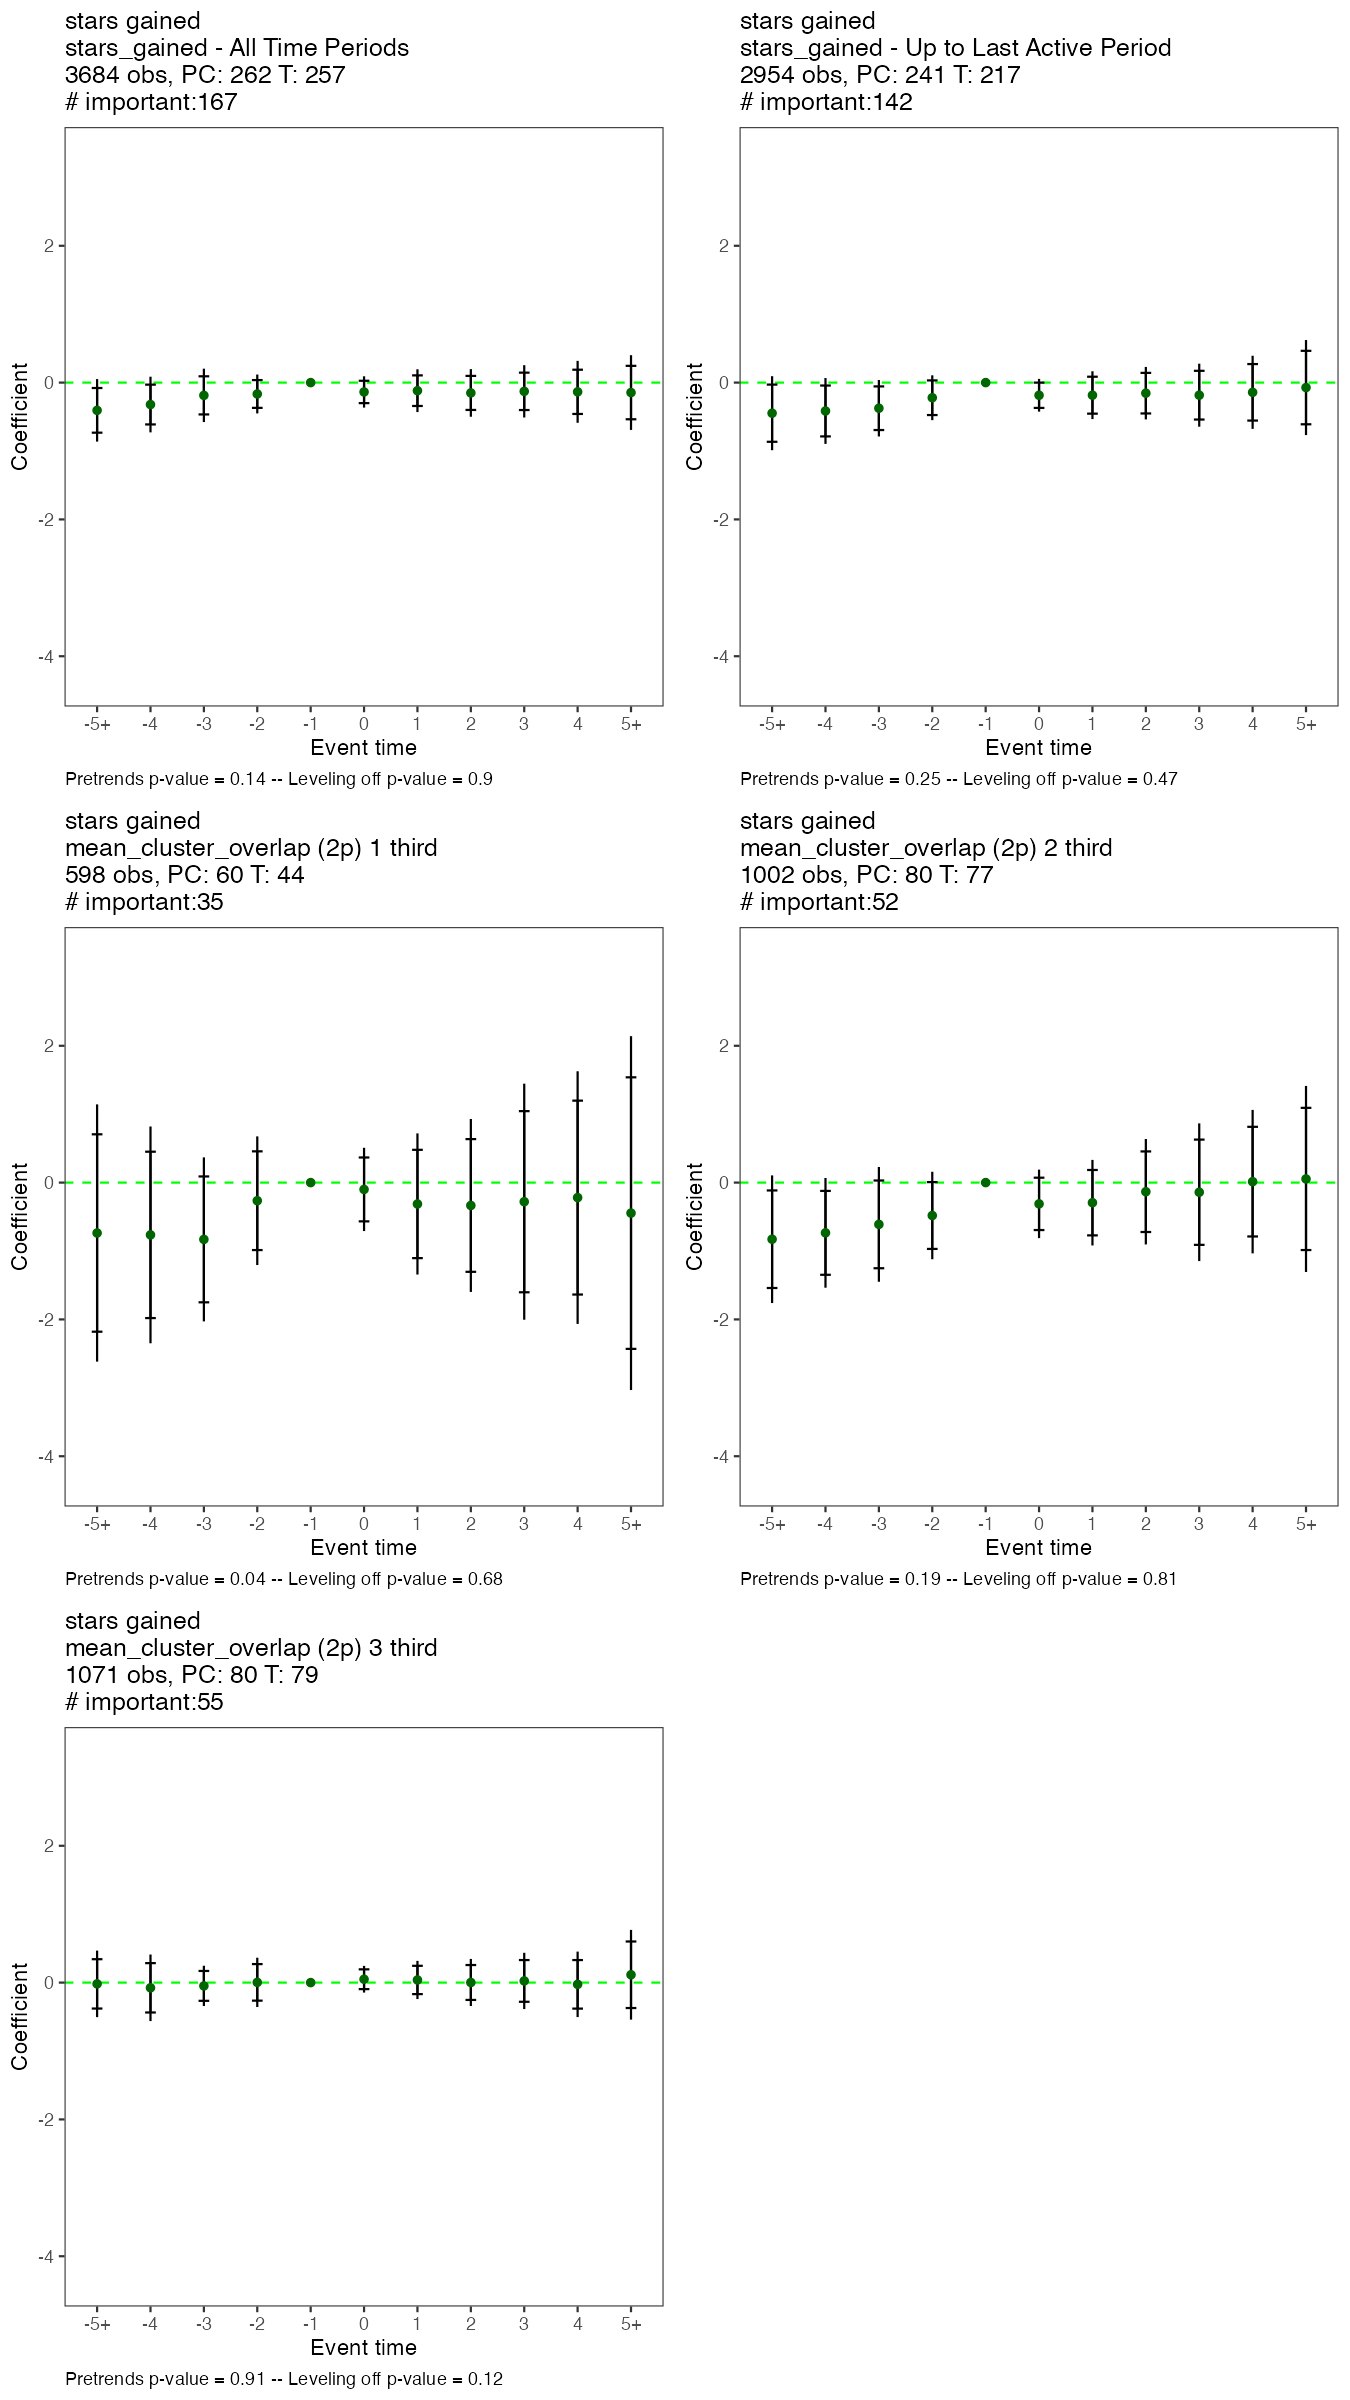 stars gained
stars_gained - All Time Periods
3684 obs, PC: 262 T: 257
# important:167
Coefficient
2
0
-2
-4
-5+ -4 -3 -2 -1 0 1 2 3 4 5+
Event time
Pretrends p-value = 0.14 -- Leveling off p-value = 0.9
stars gained
stars_gained - Up to Last Active Period
2954 obs, PC: 241 T: 217
# important:142
Coefficient
2
0
-2
-4
-5+ -4 -3 -2 -1 0 1 2 3 4 5+
Event time
Pretrends p-value = 0.25 -- Leveling off p-value = 0.47
stars gained
mean_cluster_overlap (2p) 1 third
598 obs, PC: 60 T: 44
# important:35
Coefficient
2
0
-2
-4
-5+ -4 -3 -2 -1 0 1 2 3 4 5+
Event time
Pretrends p-value = 0.04 -- Leveling off p-value = 0.68
stars gained
mean_cluster_overlap (2p) 2 third
1002 obs, PC: 80 T: 77
# important:52
Coefficient
2
0
-2
-4
-5+ -4 -3 -2 -1 0 1 2 3 4 5+
Event time
Pretrends p-value = 0.19 -- Leveling off p-value = 0.81
stars gained
mean_cluster_overlap (2p) 3 third
1071 obs, PC: 80 T: 79
# important:55
Coefficient
2
0
-2
-4
-5+ -4 -3 -2 -1 0 1 2 3 4 5+
Event time
Pretrends p-value = 0.91 -- Leveling off p-value = 0.12